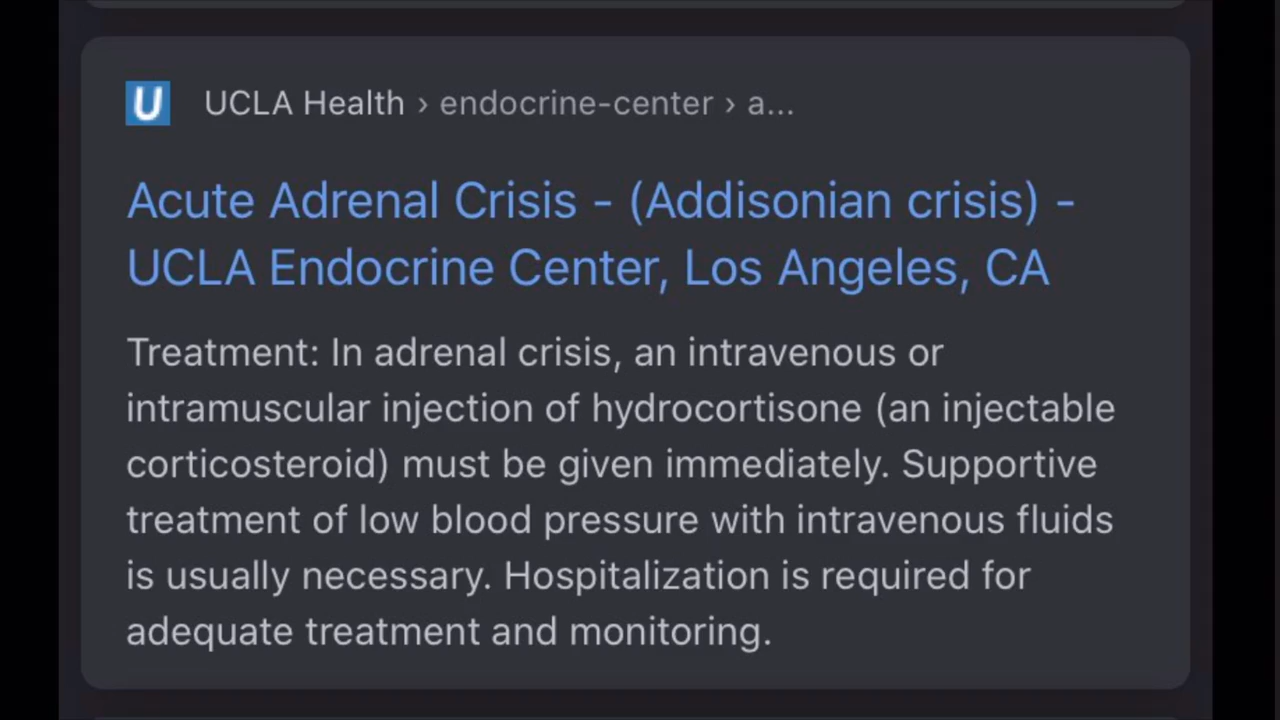 U
UCLA Health › endocrine-center › a...
Acute Adrenal Crisis - (Addisonian crisis) -
UCLA Endocrine Center, Los Angeles, CA
Treatment: In adrenal crisis, an intravenous or
intramuscular injection of hydrocortisone (an injectable
corticosteroid) must be given immediately. Supportive
treatment of low blood pressure with intravenous fluids
is usually necessary. Hospitalization is required for
adequate treatment and monitoring.